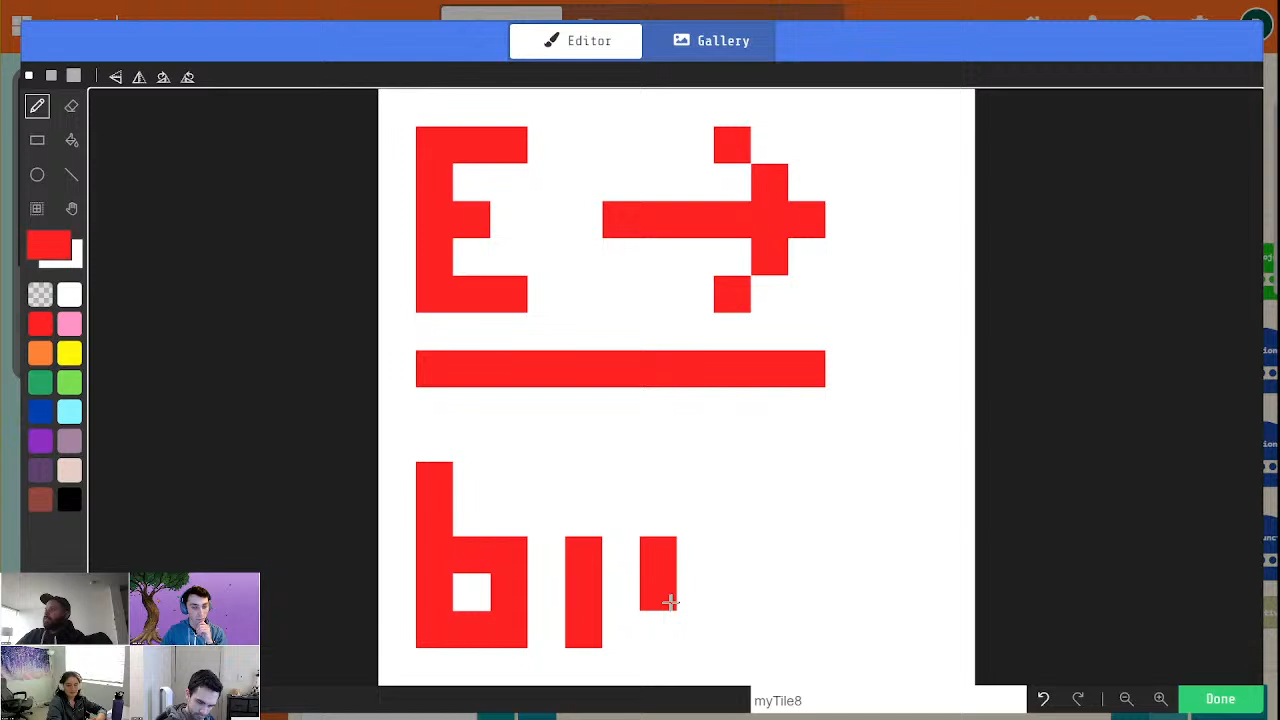 Editor
Gallery
E →
b
myTile8
Done